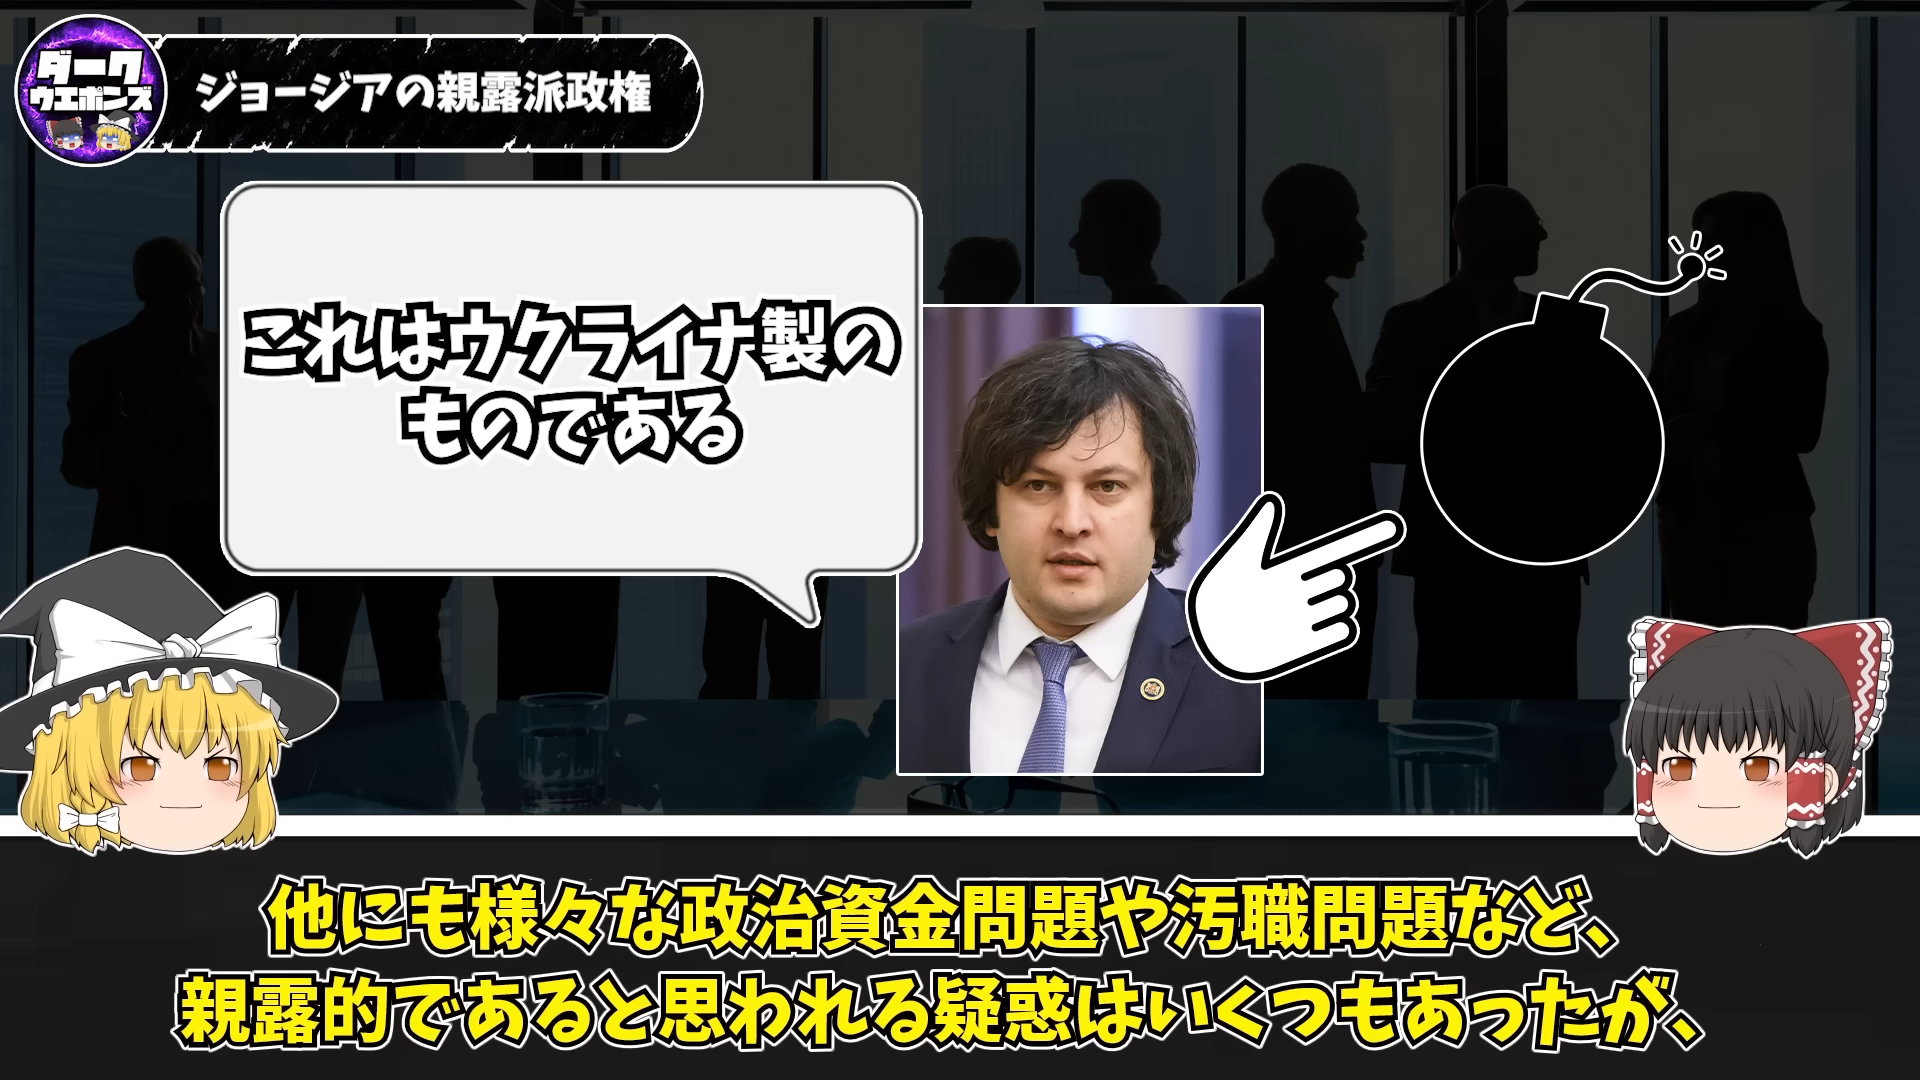 ダーク
ウエポンズ
ジョージアの親露派政権
これはウクライナ製の
ものである
他にも様々な政治資金問題や汚職問題など、
親露的であると思われる疑惑はいくつもあったが、